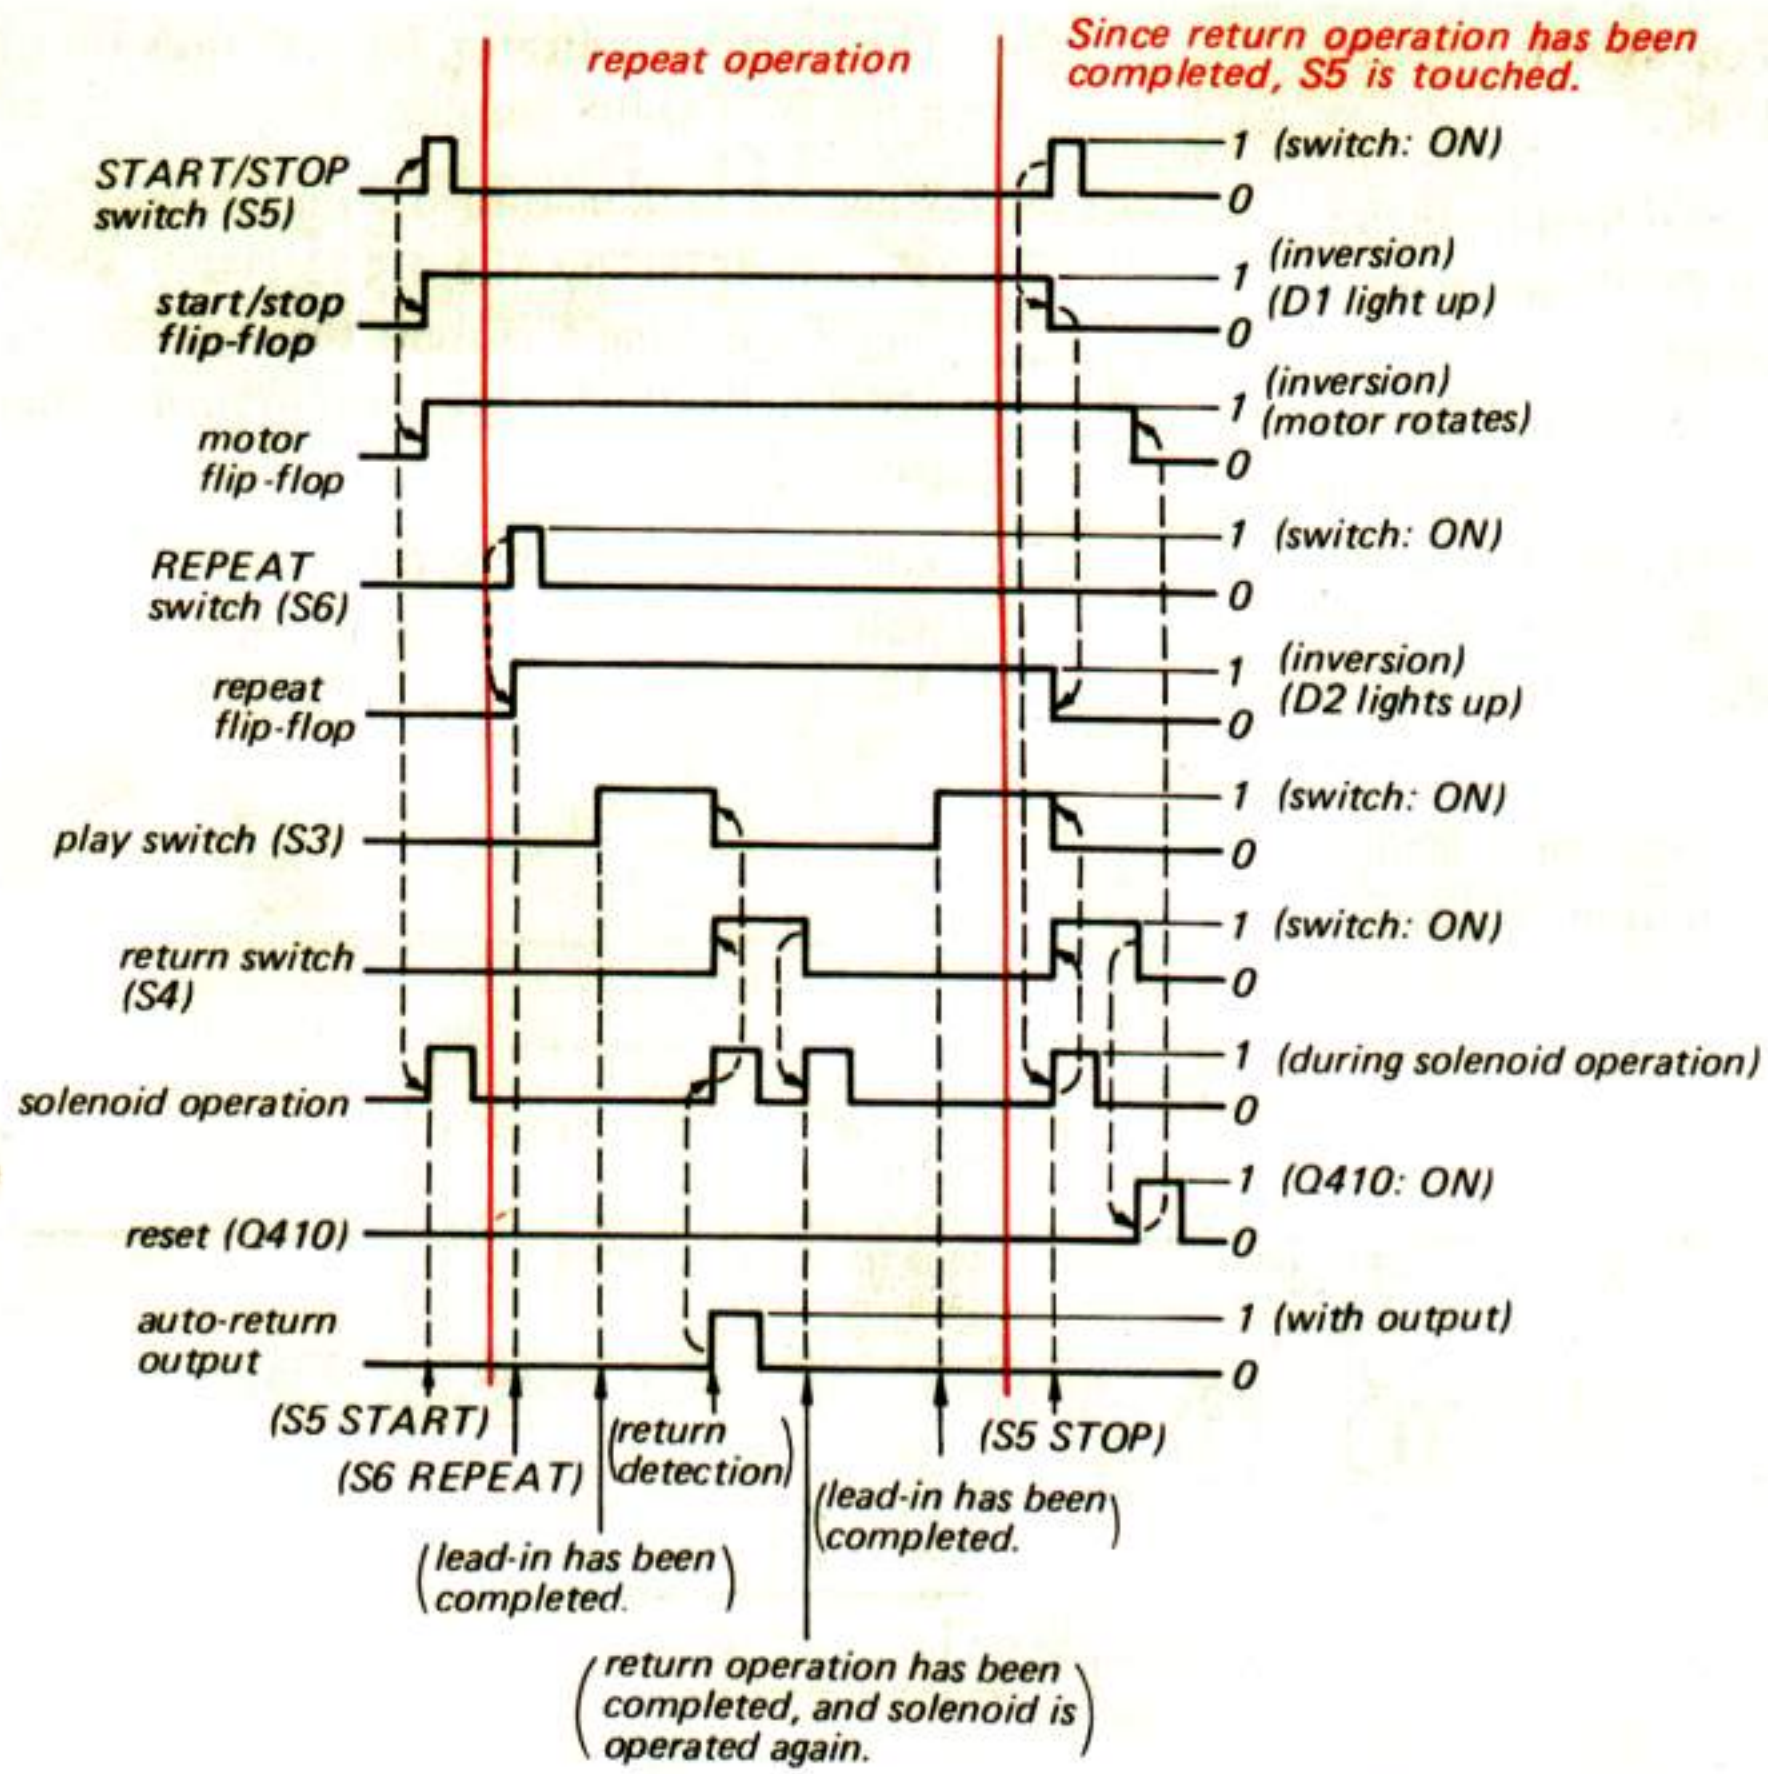 repeat operation
Since return operation has been
completed, S5 is touched.
START/STOP
switch (S5)
1 (switch: ON)
0
start/stop
flip-flop
(inversion)
1
(D1 light up)
0
motor
flip-flop
(inversion)
1
(motor rotates)
0
REPEAT
switch (S6)
1 (switch: ON)
0
repeat
flip-flop
(inversion)
1
(D2 lights up)
0
play switch (S3)
1 (switch: ON)
0
return switch
(S4)
1 (switch: ON)
0
solenoid operation
1 (during solenoid operation)
0
reset (Q410)
1 (Q410: ON)
0
auto-return
output
1 (with output)
0
(S5 START)
(S6 REPEAT)
(return
detection)
(S5 STOP)
(lead-in has been
completed.)
(lead-in has been
completed.)
(return operation has been
completed, and solenoid is
operated again.)